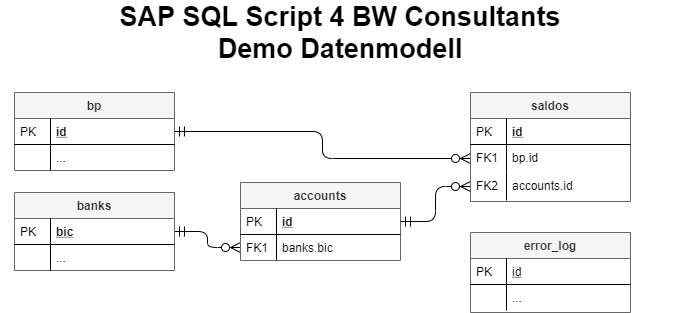 SAP SQL Script 4 BW Consultants
Demo Datenmodell
bp
PK id
...
banks
PK bic
...
accounts
PK id
FK1 banks.bic
saldos
PK id
FK1 bp.id
FK2 accounts.id
error_log
PK id
...